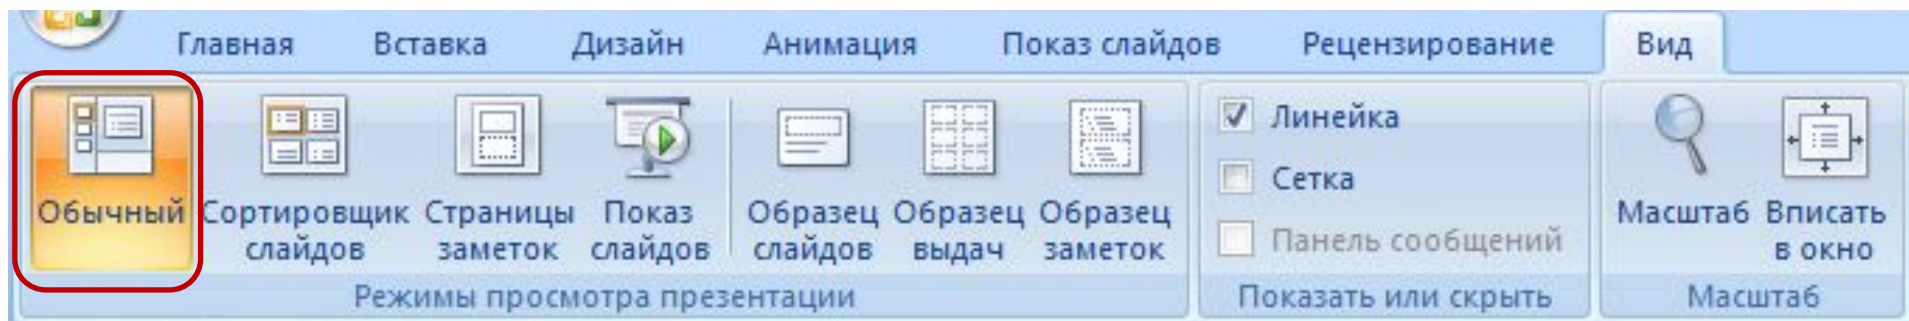 Главная Вставка Дизайн Анимация Показ слайдов Рецензирование Вид
Обычный
Сортировщик
слайдов
Страницы
заметок
Показ
слайдов
Образец
слайдов
Образец
выдач
Образец
заметок
Режимы просмотра презентации
Линейка
Сетка
Панель сообщений
Показать или скрыть
Масштаб
Вписать
в окно
Масштаб